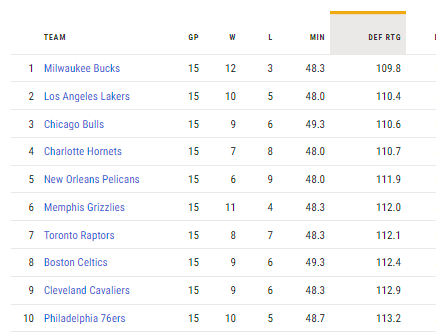 TEAM GP W L MIN DEF RTG
1 Milwaukee Bucks 15 12 3 48.3 109.8
2 Los Angeles Lakers 15 10 5 48.0 110.4
3 Chicago Bulls 15 9 6 49.3 110.6
4 Charlotte Hornets 15 7 8 48.0 110.7
5 New Orleans Pelicans 15 6 9 48.0 111.9
6 Memphis Grizzlies 15 11 4 48.3 112.0
7 Toronto Raptors 15 8 7 48.3 112.1
8 Boston Celtics 15 9 6 49.3 112.4
9 Cleveland Cavaliers 15 9 6 48.3 112.9
10 Philadelphia 76ers 15 10 5 48.7 113.2